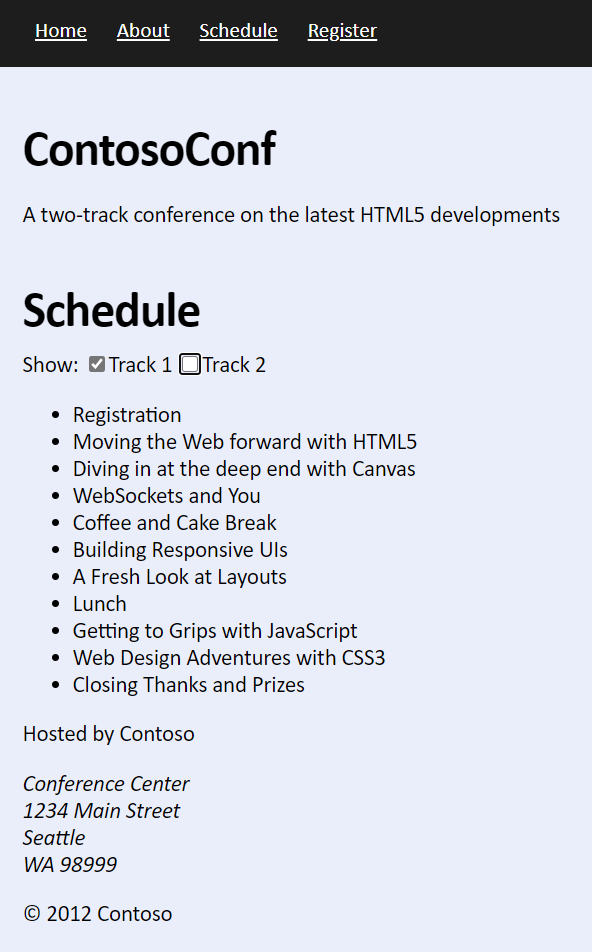 Home About Schedule Register
ContosoConf
A two-track conference on the latest HTML5 developments
Schedule
Show: Track 1 Track 2
Registration
Moving the Web forward with HTML5
Diving in at the deep end with Canvas
WebSockets and You
Coffee and Cake Break
Building Responsive UIs
A Fresh Look at Layouts
Lunch
Getting to Grips with JavaScript
Web Design Adventures with CSS3
Closing Thanks and Prizes
Hosted by Contoso
Conference Center
1234 Main Street
Seattle
WA 98999
© 2012 Contoso